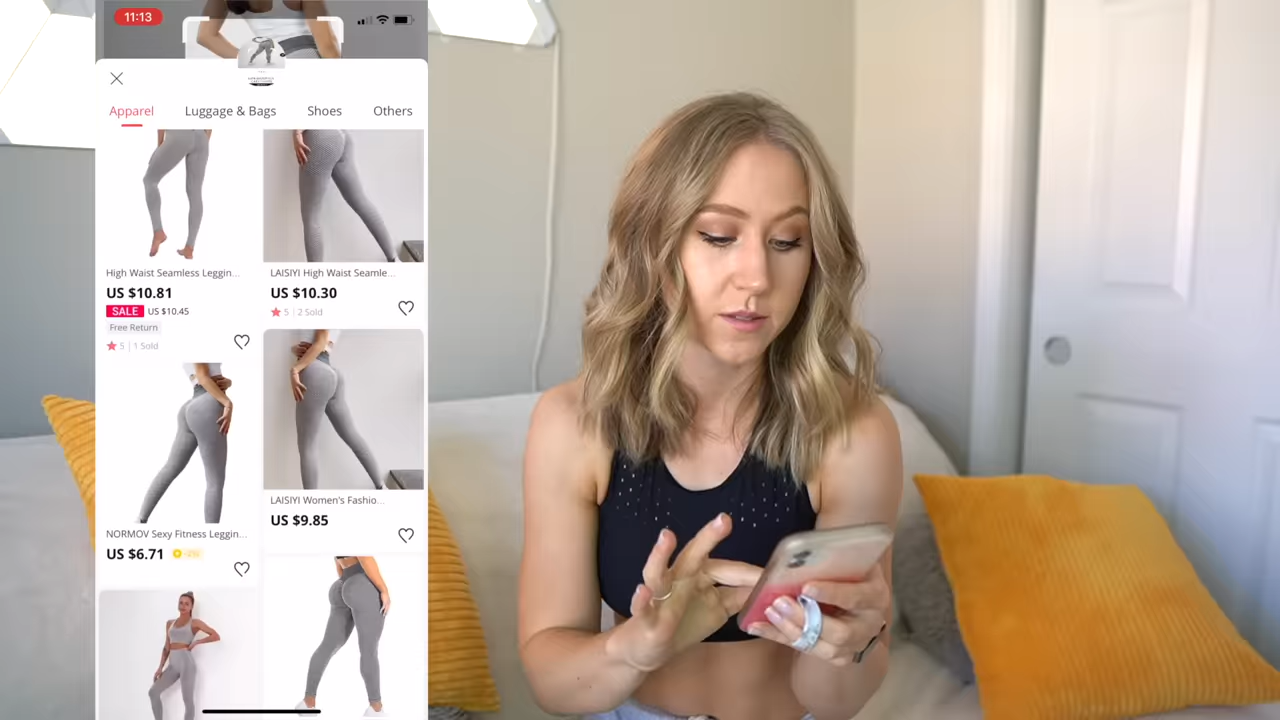 11:13
Apparel
Luggage & Bags
Shoes
Others
High Waist Seamless Leggin...
US $10.81
SALE US $10.45
Free Return
5 | 1 Sold
LAISIYI High Waist Seamle...
US $10.30
5 | 2 Sold
NORMOV Sexy Fitness Leggin...
US $6.71 -2%
LAISIYI Women's Fashio...
US $9.85